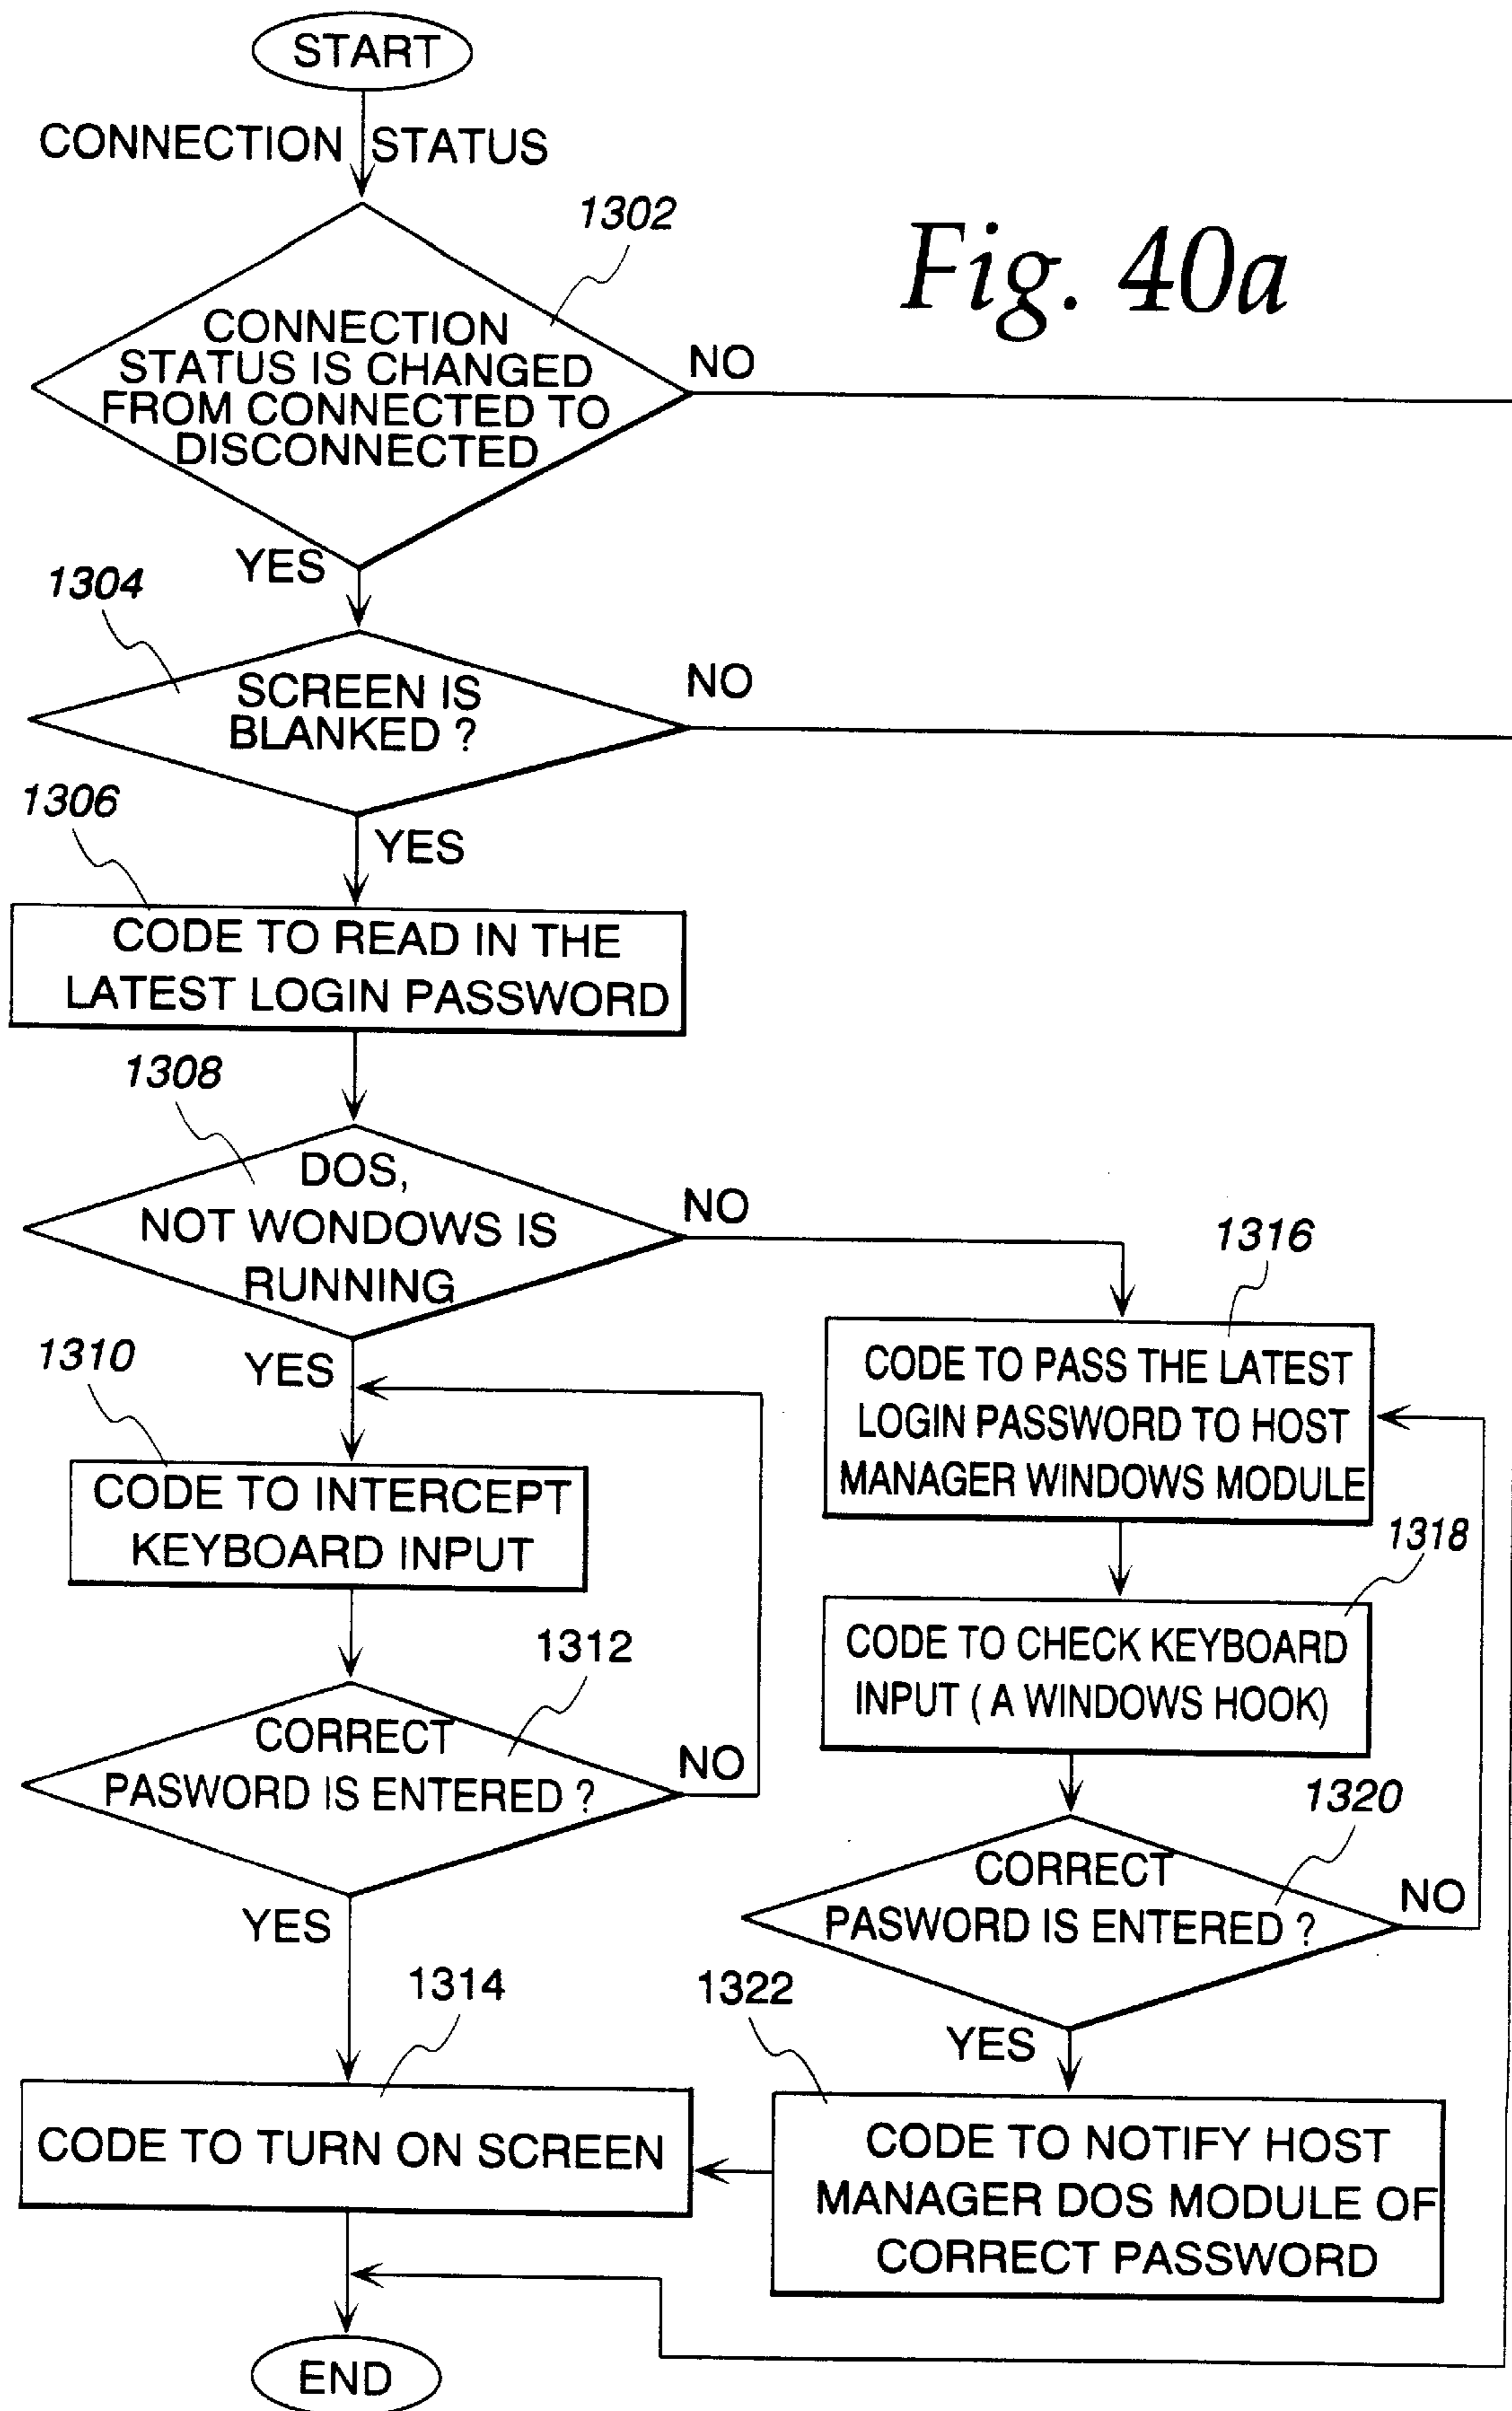 START
CONNECTION STATUS
1302
Fig. 40a
CONNECTION
STATUS IS CHANGED
FROM CONNECTED TO
DISCONNECTED
NO
YES
1304
SCREEN IS
BLANKED ?
NO
1306
YES
CODE TO READ IN THE
LATEST LOGIN PASSWORD
1308
DOS,
NOT WONDOWS IS
RUNNING
NO
YES
1310
CODE TO INTERCEPT
KEYBOARD INPUT
1312
CORRECT
PASWORD IS ENTERED ?
NO
YES
1314
CODE TO TURN ON SCREEN
1316
CODE TO PASS THE LATEST
LOGIN PASSWORD TO HOST
MANAGER WINDOWS MODULE
1318
CODE TO CHECK KEYBOARD
INPUT ( A WINDOWS HOOK)
1320
CORRECT
PASWORD IS ENTERED ?
NO
YES
1322
CODE TO NOTIFY HOST
MANAGER DOS MODULE OF
CORRECT PASSWORD
END